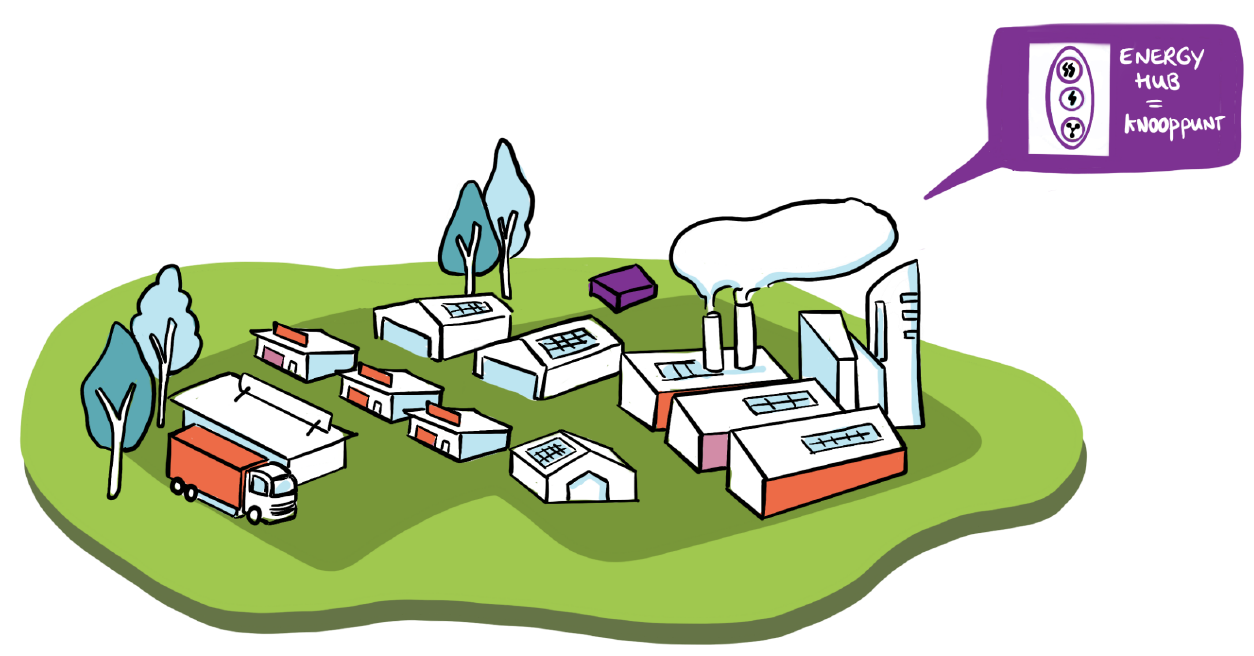 ENERGY
HUB
=
KNOOPPUNT